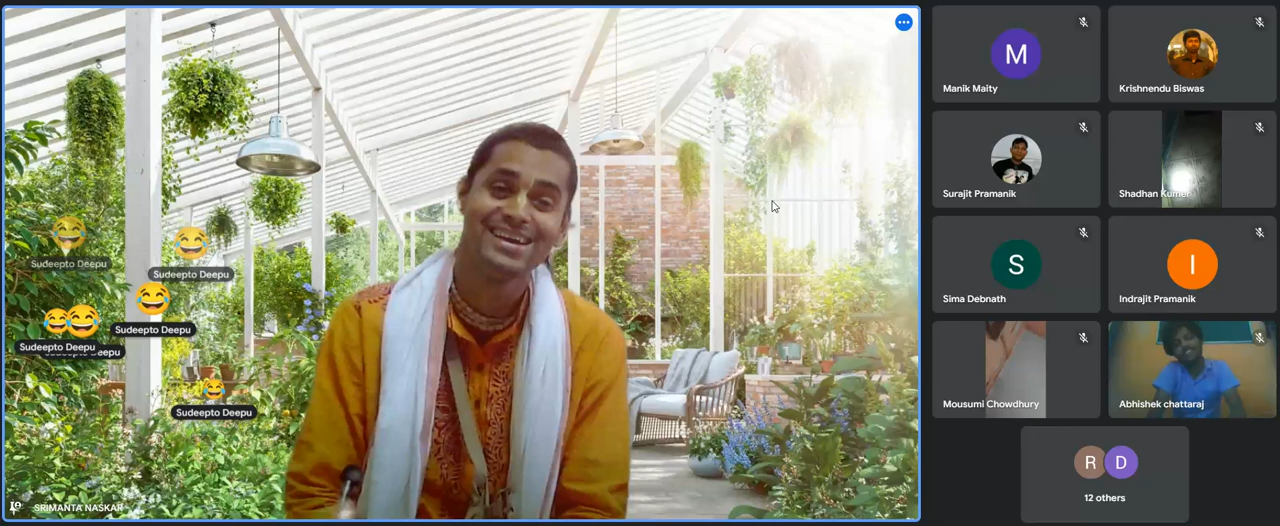 Sudeepto Deepu
Sudeepto Deepu
Sudeepto Deepu
Sudeepto Deepu
Sudeepto Deepu
Sudeepto Deepu
SRIMANTA NASKAR
M
Manik Maity
Krishnendu Biswas
Surajit Pramanik
Shadhan Kumer
S
Sima Debnath
I
Indrajit Pramanik
Mousumi Chowdhury
Abhishek chattaraj
R D
12 others